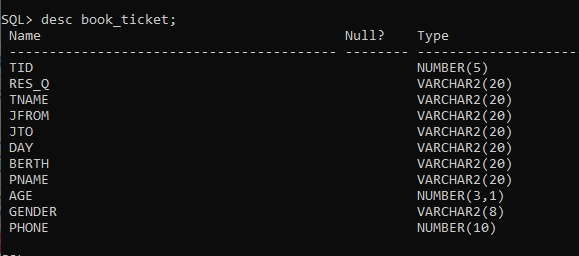 SQL> desc book_ticket;
Name Null? Type
----------------------------------------- -------- --------------------
TID NUMBER(5)
RES_Q VARCHAR2(20)
TNAME VARCHAR2(20)
JFROM VARCHAR2(20)
JTO VARCHAR2(20)
DAY VARCHAR2(20)
BERTH VARCHAR2(20)
PNAME VARCHAR2(20)
AGE NUMBER(3,1)
GENDER VARCHAR2(8)
PHONE NUMBER(10)